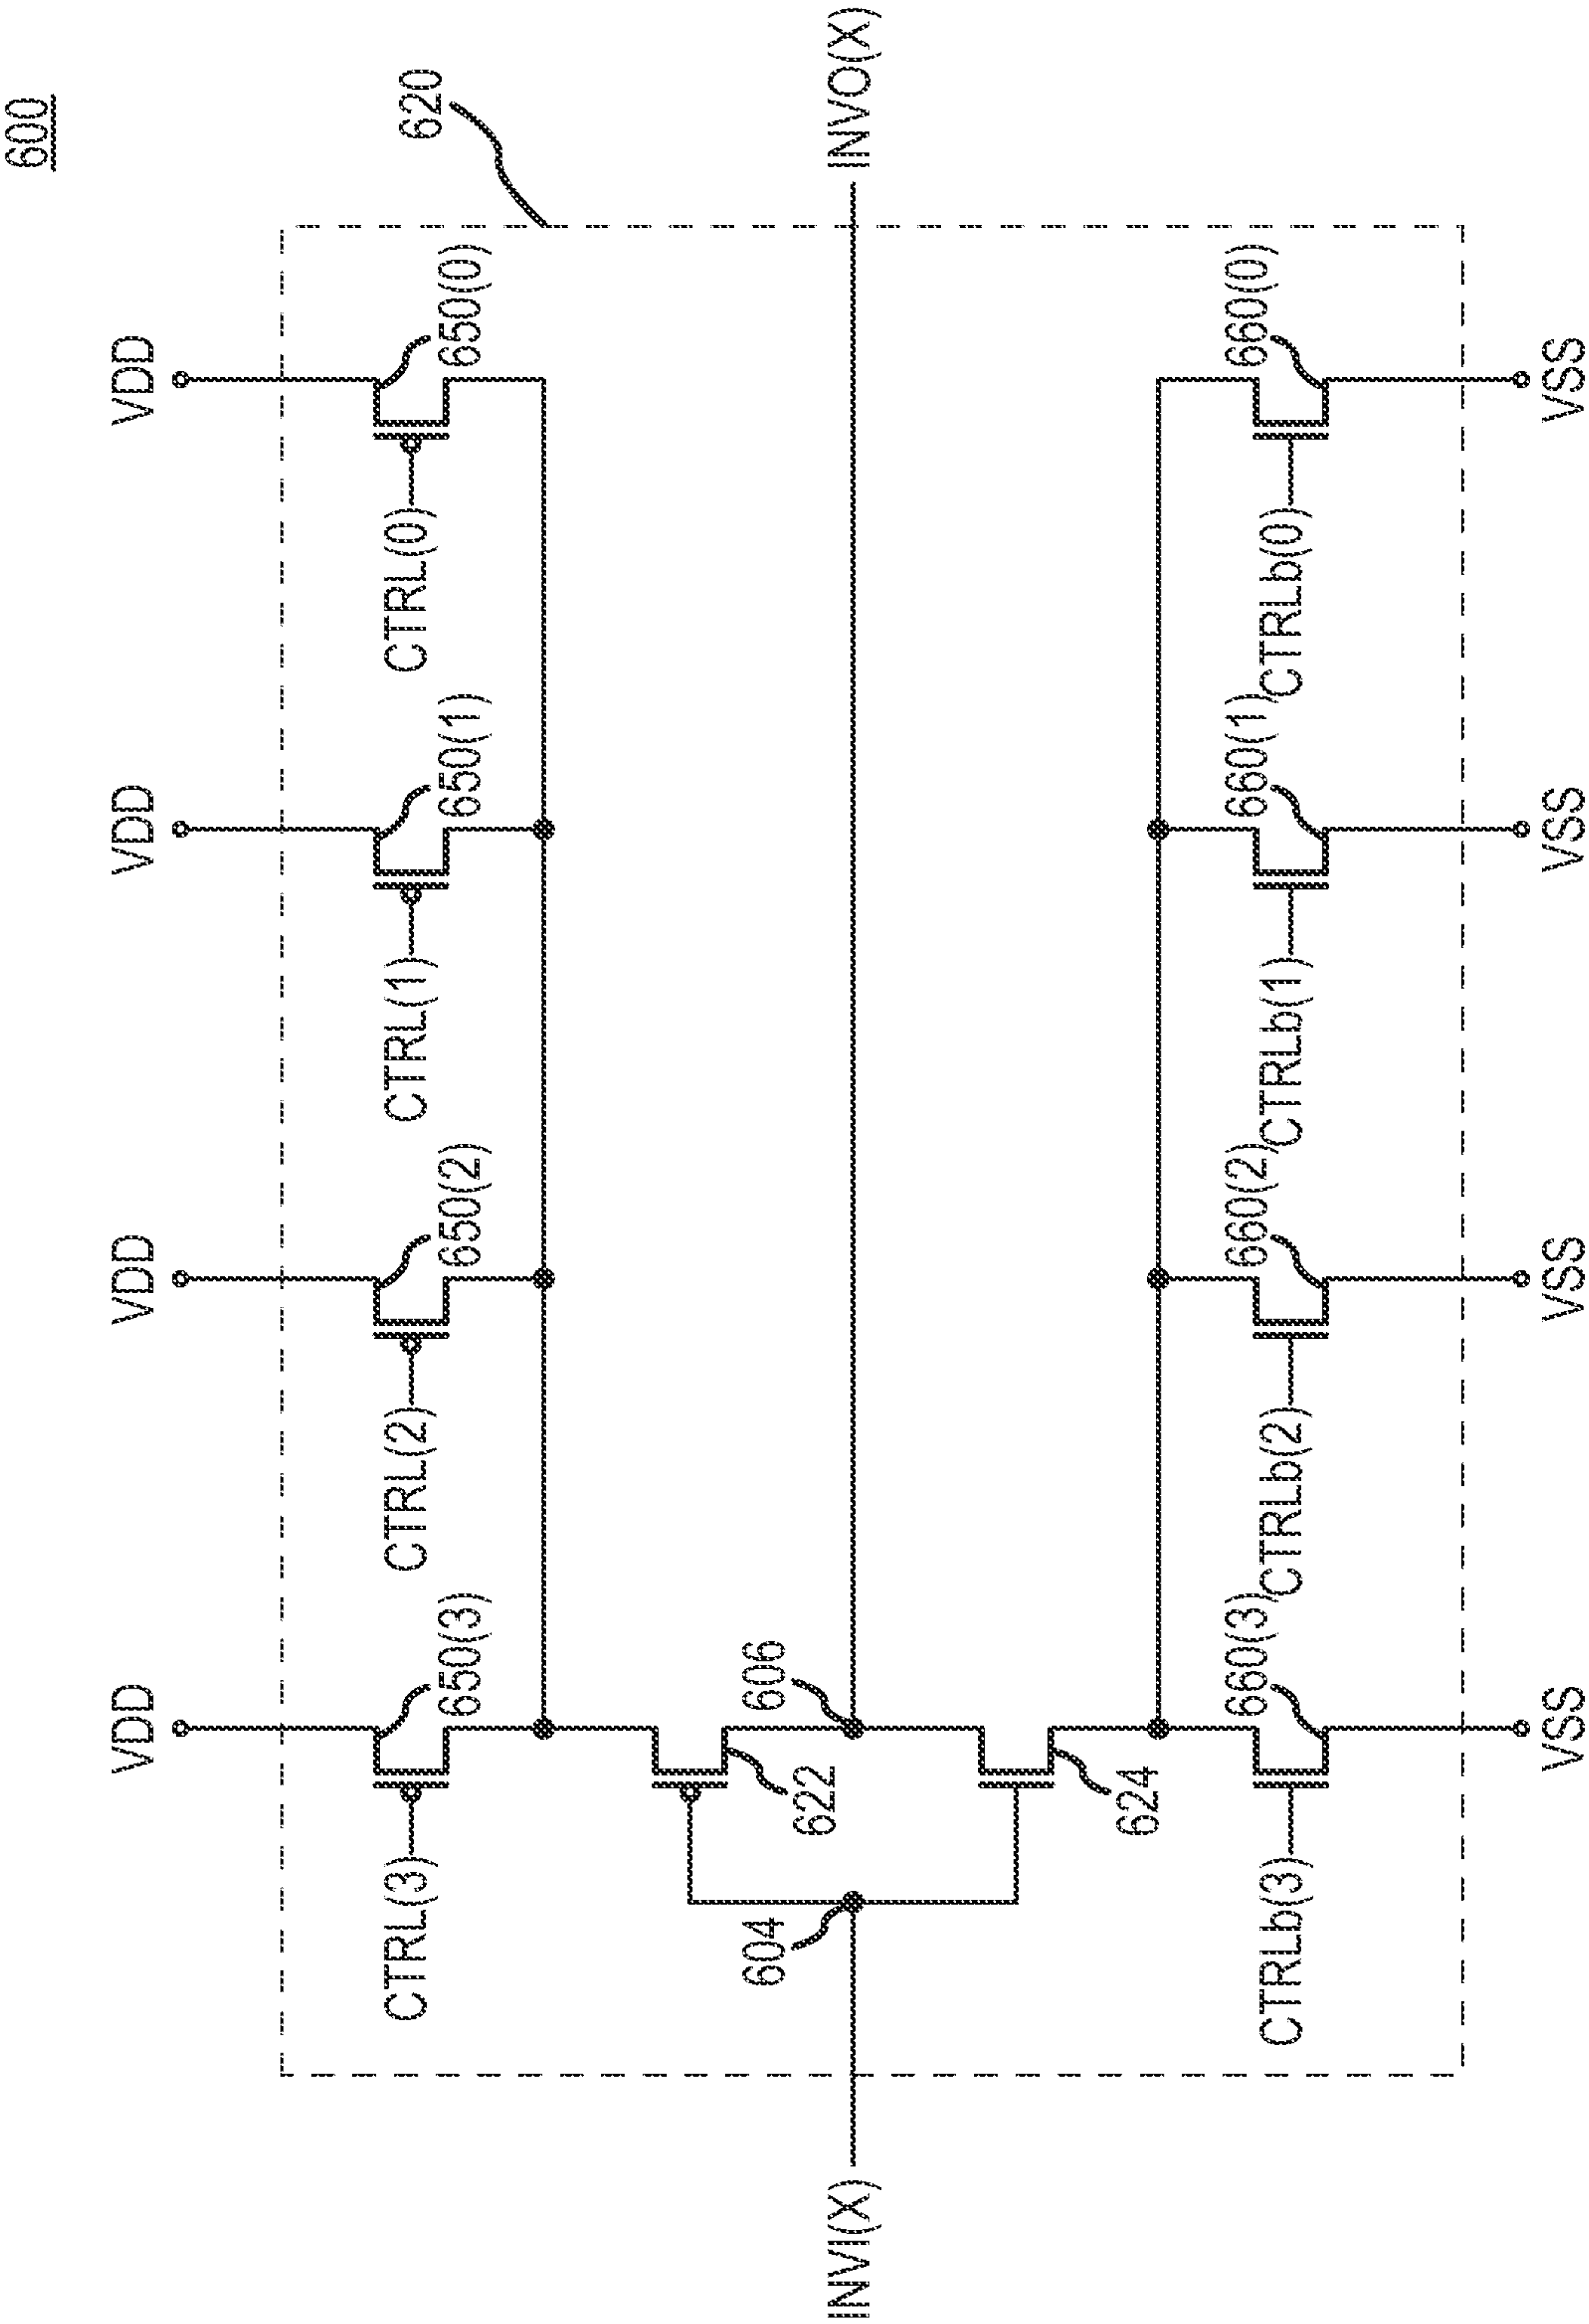 600
620
VDD
VDD
VDD
VDD
650(3)
650(2)
650(1)
650(0)
CTRL(3)
CTRL(2)
CTRL(1)
CTRL(0)
INVI(X)
604
622
606
624
INVO(X)
660(3)
660(2)
660(1)
660(0)
CTRLb(3)
CTRLb(2)
CTRLb(1)
CTRLb(0)
VSS
VSS
VSS
VSS